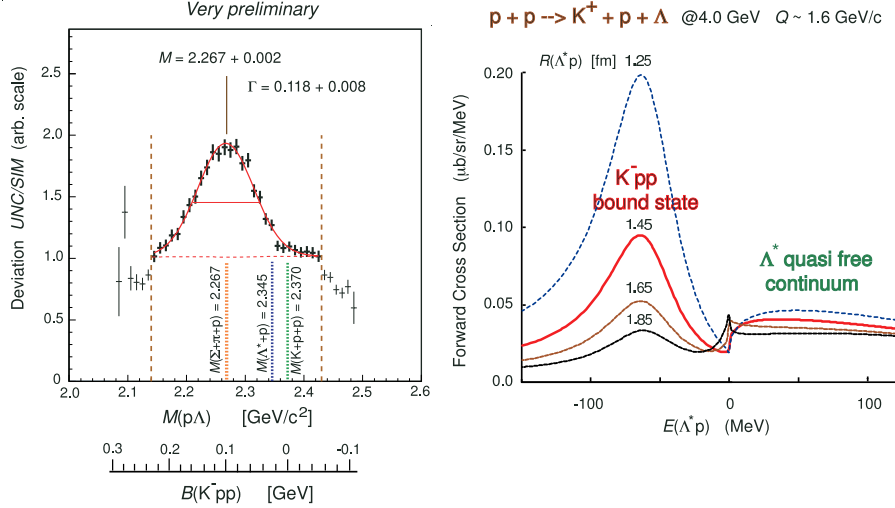 Very preliminary
M = 2.267 + 0.002
Γ = 0.118 + 0.008
Deviation UNC/SIM (arb. scale)
2.5
2.0
1.5
1.0
0.5
0
M(Σ+π+p) = 2.267
M(Λ*+p) = 2.345
M(K+p+p) = 2.370
2.0 2.1 2.2 2.3 2.4 2.5 2.6
M(pΛ) [GeV/c²]
0.3 0.2 0.1 0 -0.1
B(K⁻pp) [GeV]
p + p --> K⁺ + p + Λ @4.0 GeV Q ~ 1.6 GeV/c
Forward Cross Section (μb/sr/MeV)
0.20
0.15
0.10
0.05
0.00
R(Λ*p) [fm] 1.25
K⁻pp
bound state
1.45
1.65
1.85
Λ* quasi free
continuum
-100 0 100
E(Λ*p) (MeV)